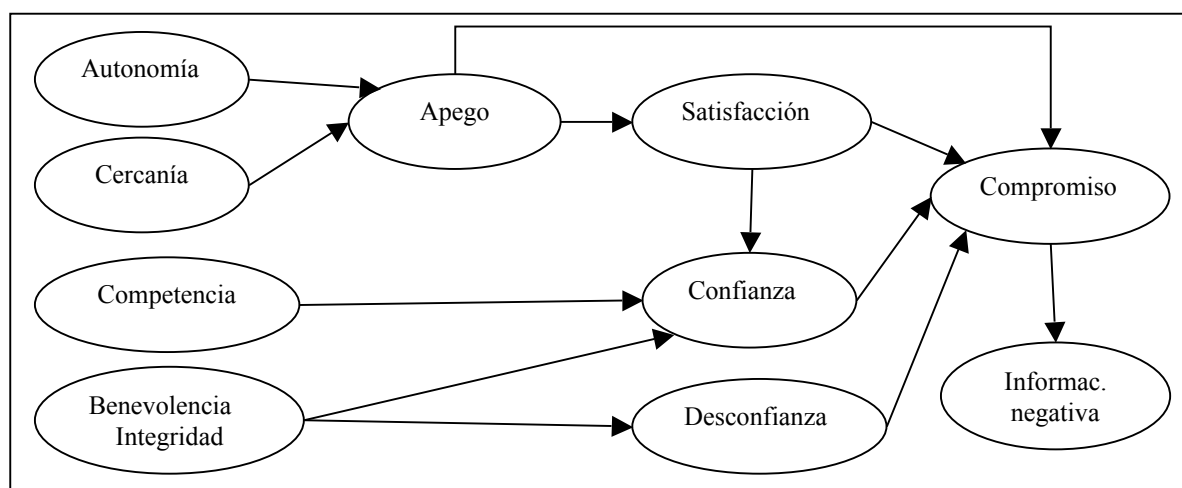 Autonomía
Apego
Satisfacción
Cercanía
Compromiso
Competencia
Confianza
Benevolencia
Integridad
Desconfianza
Informac.
negativa